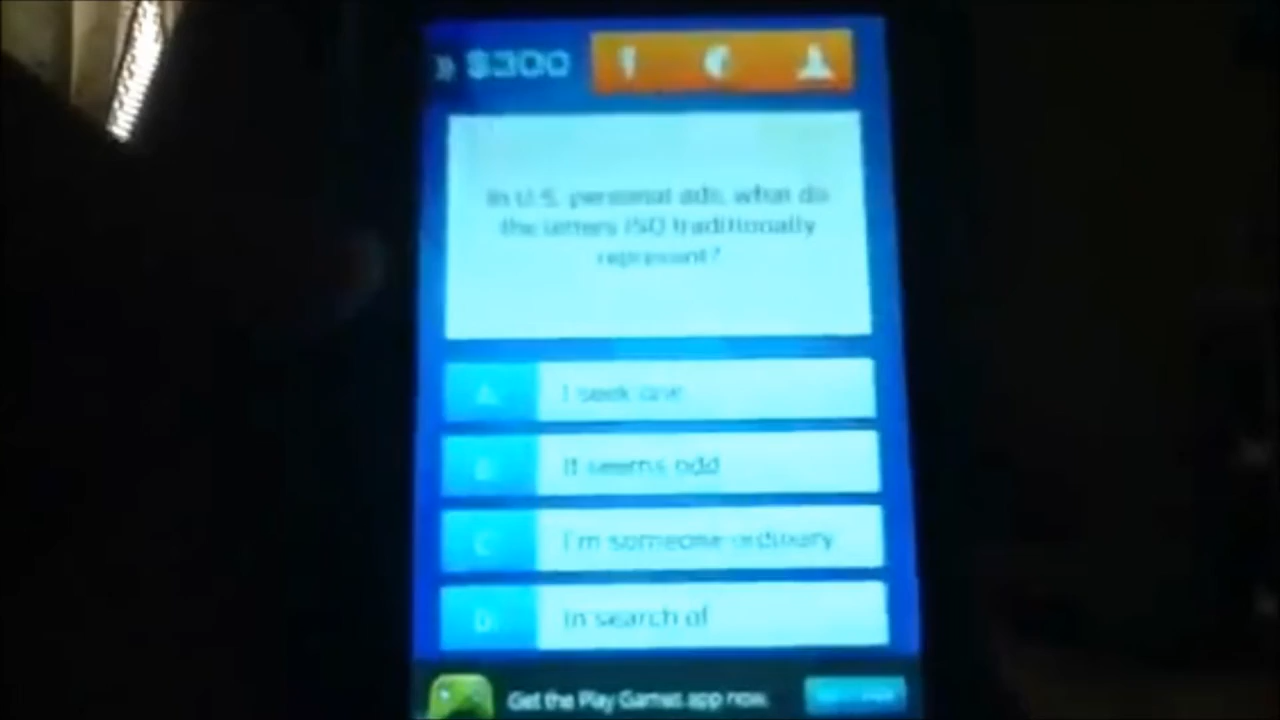 » $300
In U.S. personal ads, what do
the letters ISO traditionally
represent?
A. I seek one
B. It seems odd
C. I'm someone ordinary
D. In search of
Get the Play Games app now.